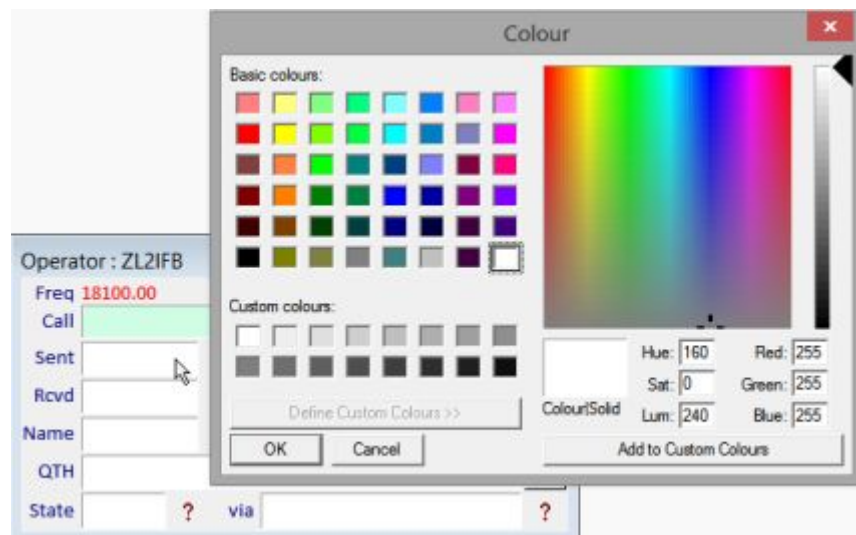 Colour
Basic colours:
Custom colours:
Define Custom Colours >>
OK Cancel
Colour|Solid
Hue: 160 Red: 255
Sat: 0 Green: 255
Lum: 240 Blue: 255
Add to Custom Colours
Operator : ZL2IFB
Freq 18100.00
Call
Sent
Rcvd
Name
QTH
State ? via ?